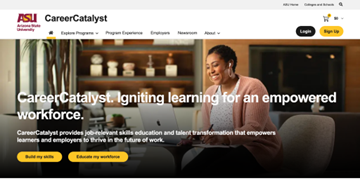 ASU Home
Colleges and Schools
ASU
Arizona State
University
CareerCatalyst
Login
Sign Up
Explore Programs
Program Experience
Employers
Newsroom
About
CareerCatalyst. Igniting learning for an empowered
workforce.
CareerCatalyst provides job-relevant skills education and talent transformation that empowers
learners and employers to thrive in the future of work.
Build my skills
Educate my workforce